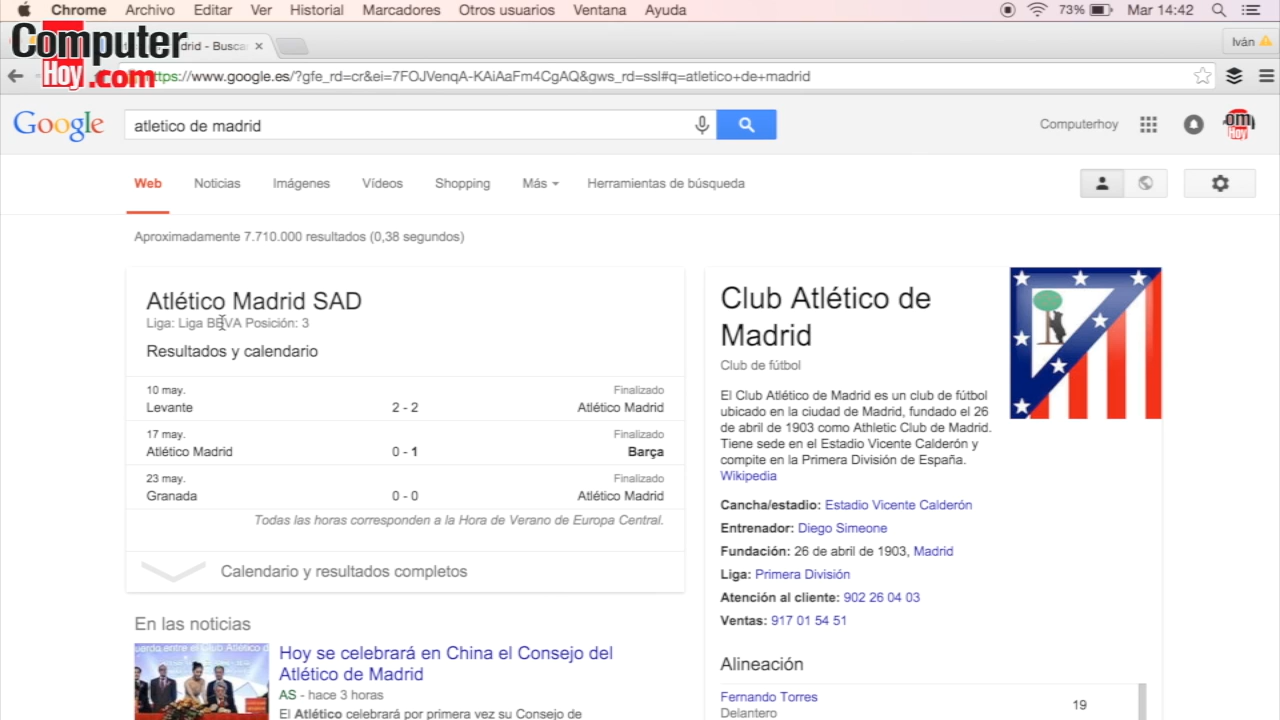 Chrome Archivo Editar Ver Historial Marcadores Otros usuarios Ventana Ayuda 73% Mar 14:42
Computer
Hoy .com
drid - Busca
Iván
https://www.google.es/?gfe_rd=cr&ei=7FOJVenqA-KAiAaFm4CgAQ&gws_rd=ssl#q=atletico+de+madrid
Google atletico de madrid Computerhoy om
Hoy
Web Noticias Imágenes Vídeos Shopping Más Herramientas de búsqueda
Aproximadamente 7.710.000 resultados (0,38 segundos)
Atlético Madrid SAD
Liga: Liga BBVA Posición: 3
Resultados y calendario
10 may. Finalizado
Levante 2 - 2 Atlético Madrid
17 may. Finalizado
Atlético Madrid 0 - 1 Barça
23 may. Finalizado
Granada 0 - 0 Atlético Madrid
Todas las horas corresponden a la Hora de Verano de Europa Central.
Calendario y resultados completos
En las noticias
Hoy se celebrará en China el Consejo del
Atlético de Madrid
AS - hace 3 horas
El Atlético celebrará por primera vez su Consejo de
Club Atlético de
Madrid
Club de fútbol
El Club Atlético de Madrid es un club de fútbol
ubicado en la ciudad de Madrid, fundado el 26
de abril de 1903 como Athletic Club de Madrid.
Tiene sede en el Estadio Vicente Calderón y
compite en la Primera División de España.
Wikipedia
Cancha/estadio: Estadio Vicente Calderón
Entrenador: Diego Simeone
Fundación: 26 de abril de 1903, Madrid
Liga: Primera División
Atención al cliente: 902 26 04 03
Ventas: 917 01 54 51
Alineación
Fernando Torres 19
Delantero